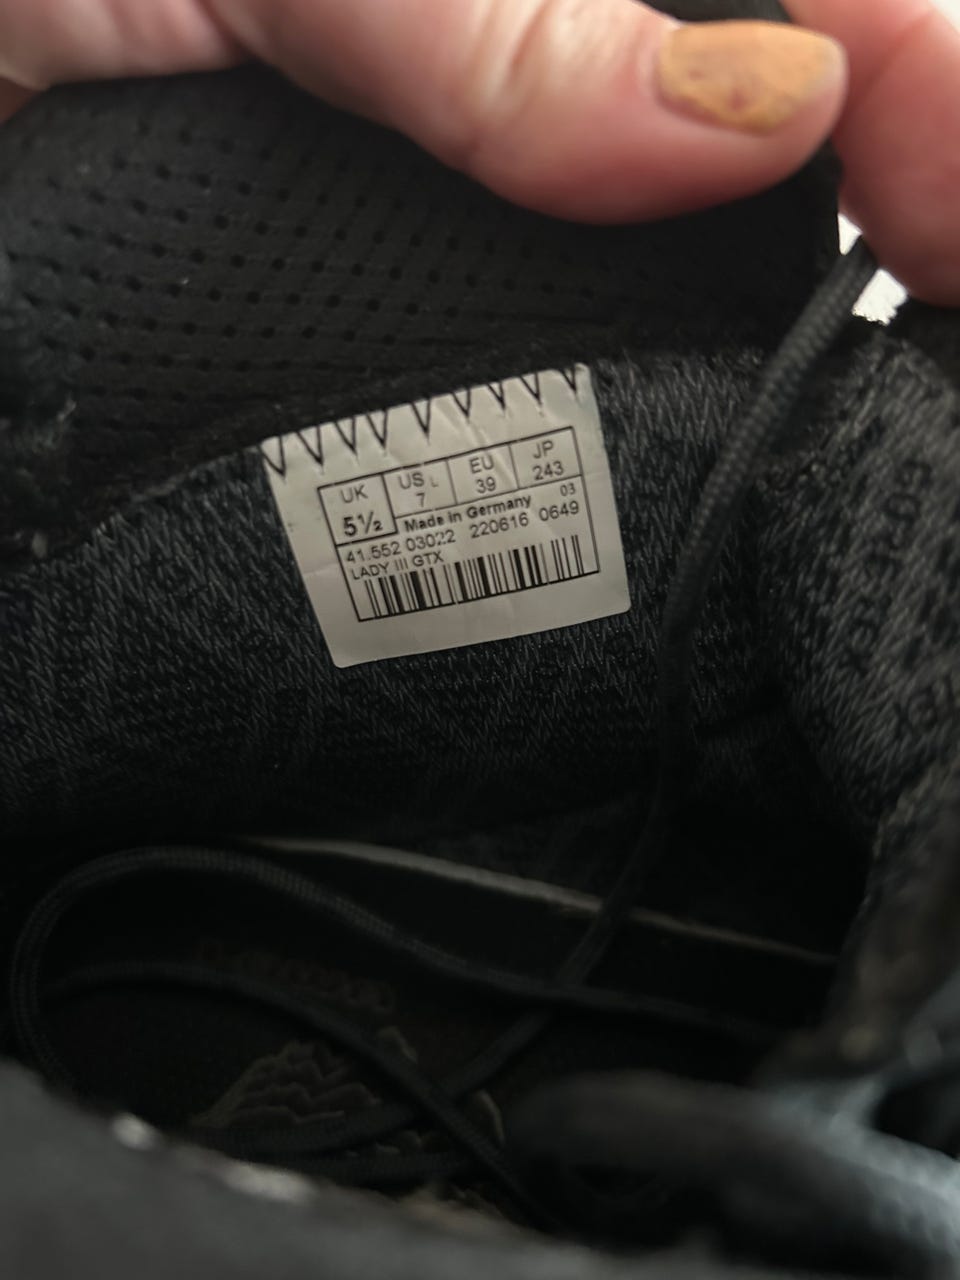 UK US L EU JP
5½ 7 39 243
Made in Germany 03
41.552 03022 220616 0649
LADY III GTX